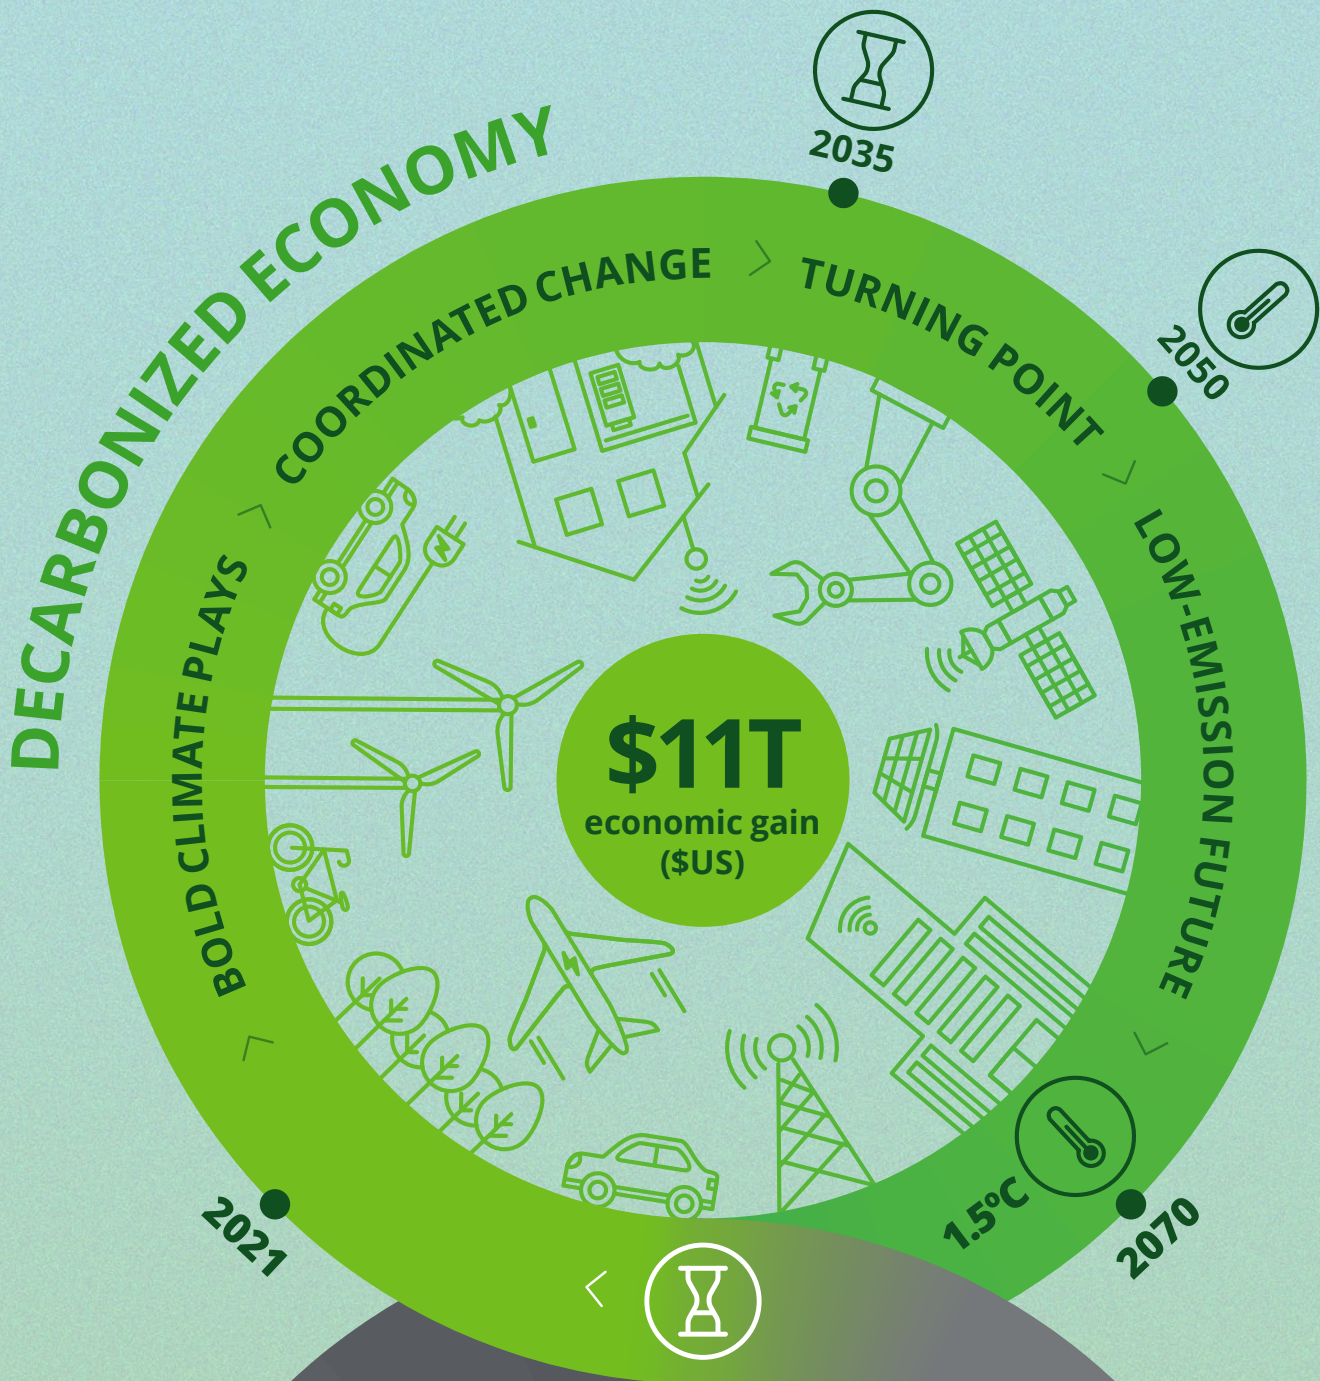 DECARBONIZED ECONOMY
2021
BOLD CLIMATE PLAYS
COORDINATED CHANGE
2035
TURNING POINT
2050
LOW-EMISSION FUTURE
1.5ºC
2070
$11T
economic gain
($US)